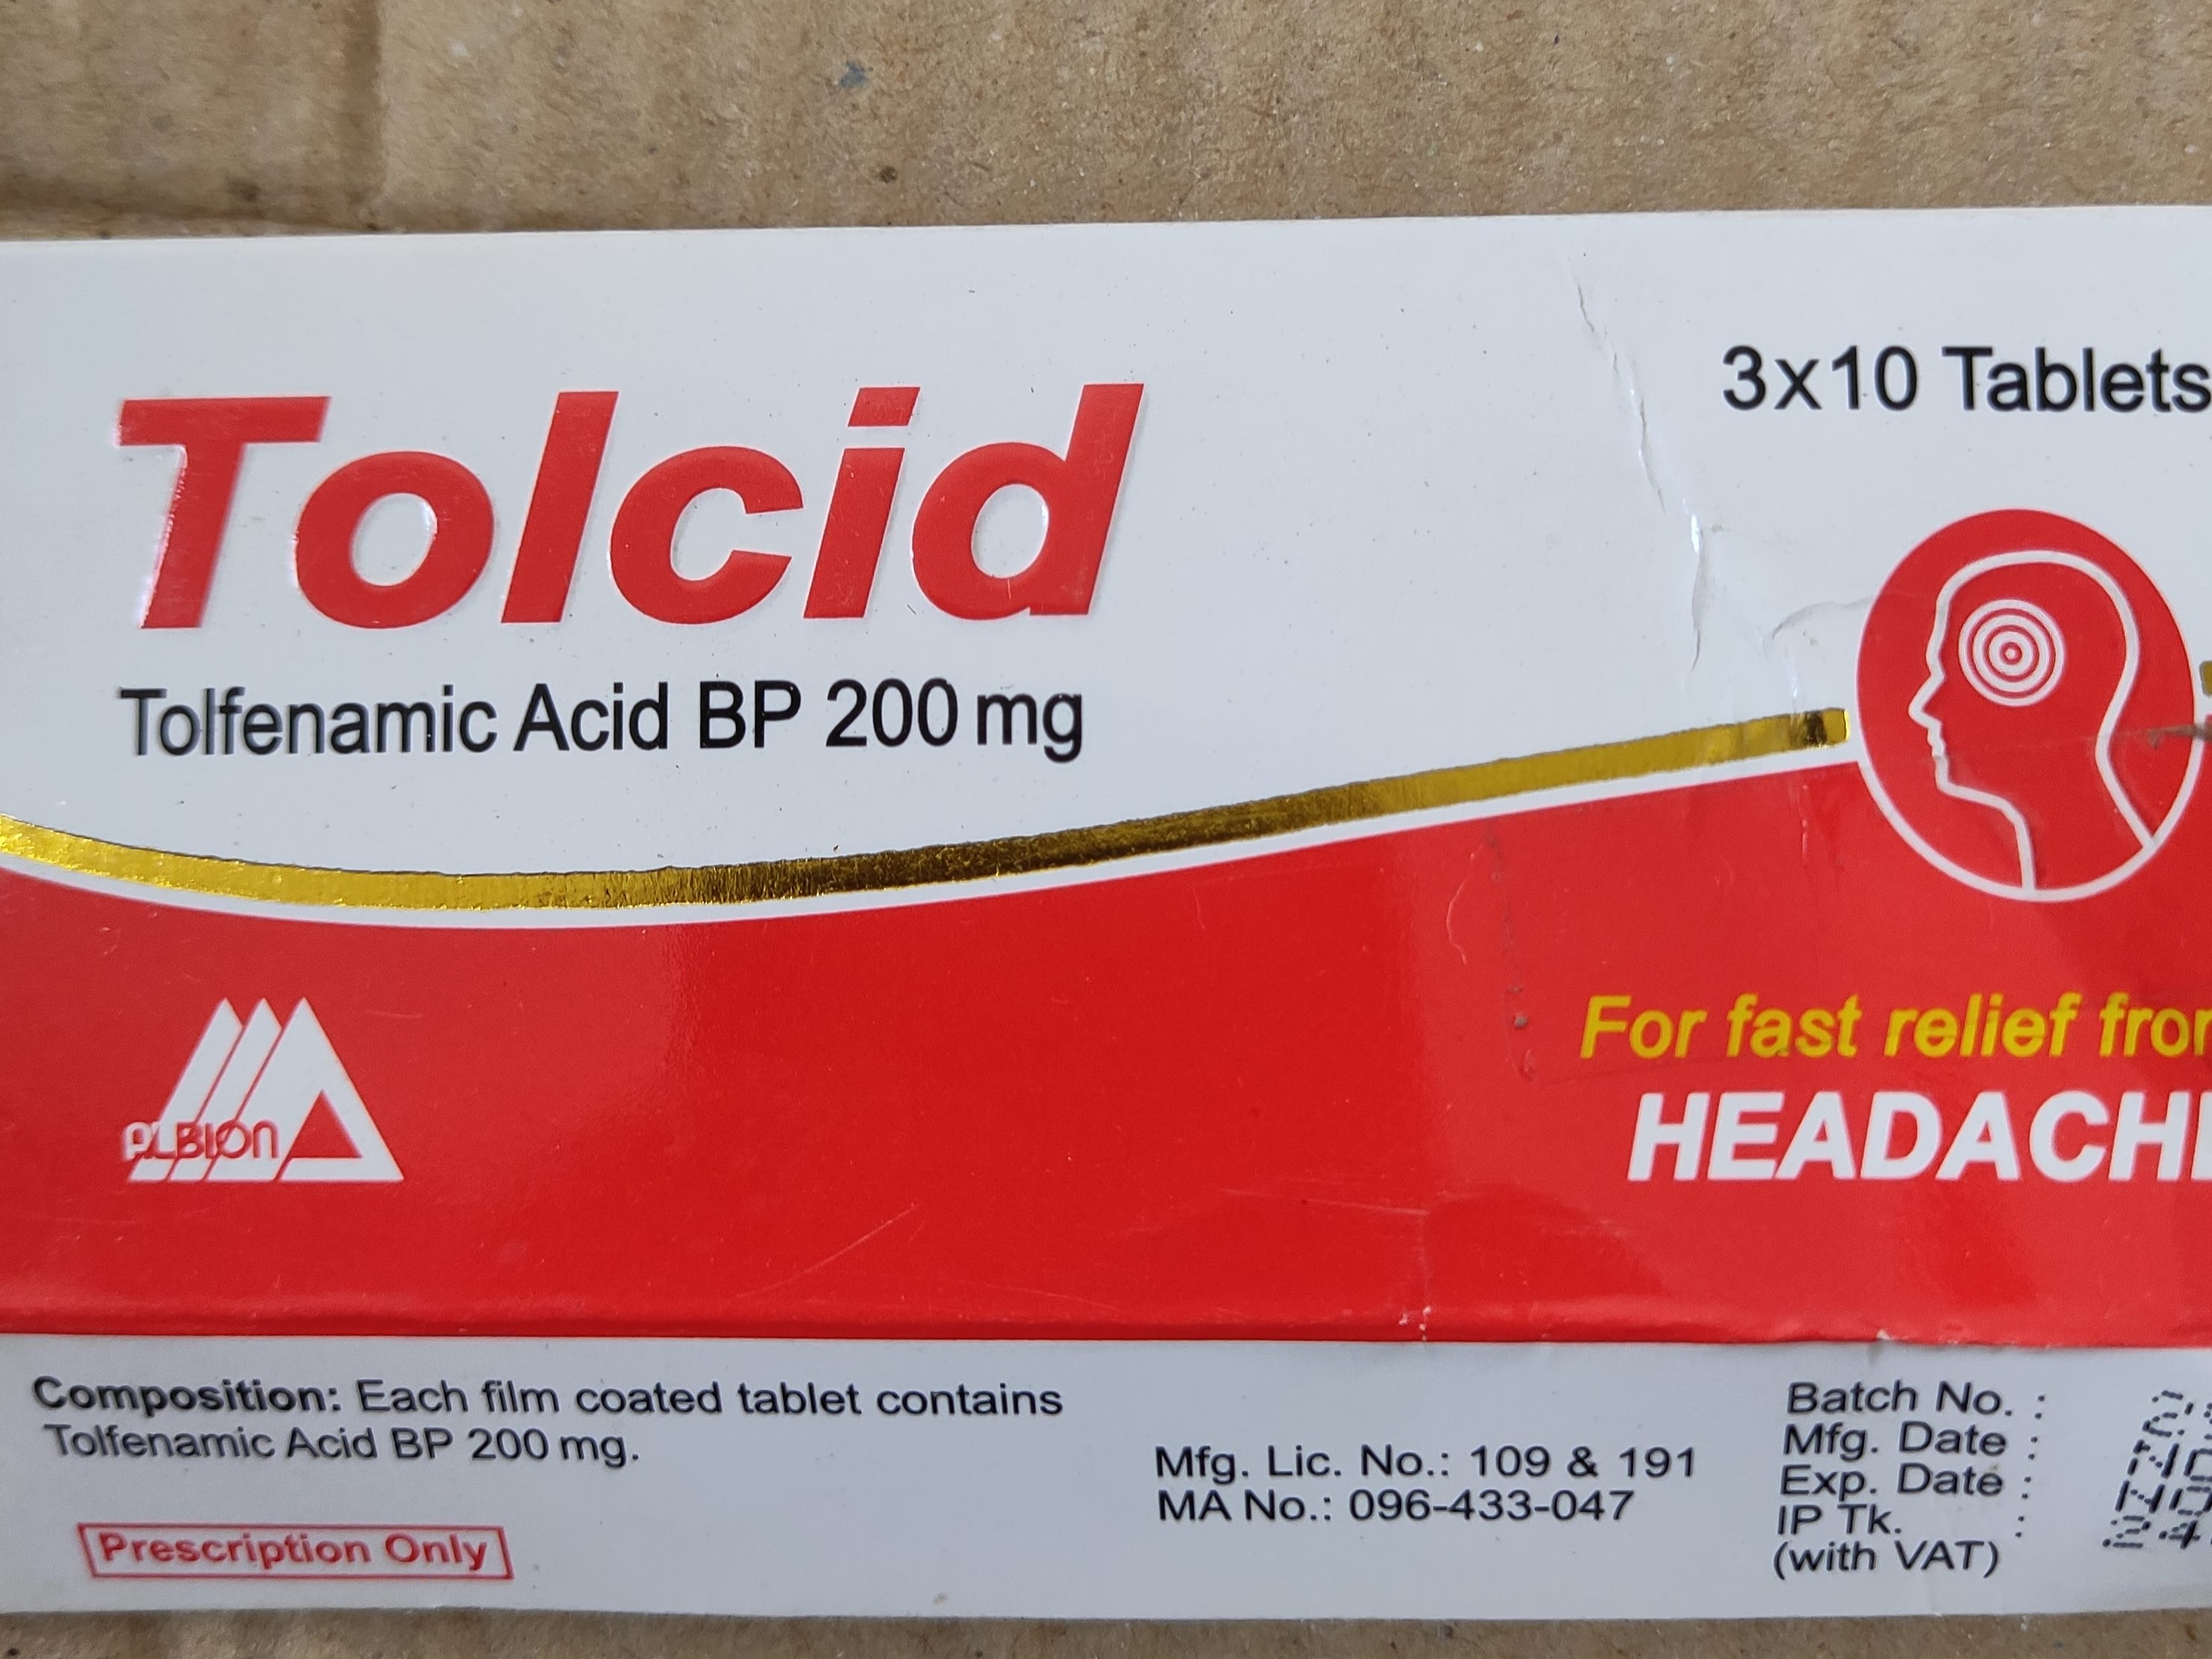 Tolcid
Tolfenamic Acid BP 200 mg
3x10 Tablets
ALBION
For fast relief
HEADACH
Composition: Each film coated tablet contains
Tolfenamic Acid BP 200 mg.
Prescription Only
Mfg. Lic. No.: 109 & 191
MA No.: 096-433-047
Batch No. :
Mfg. Date :
Exp. Date :
IP Tk. :
(with VAT)